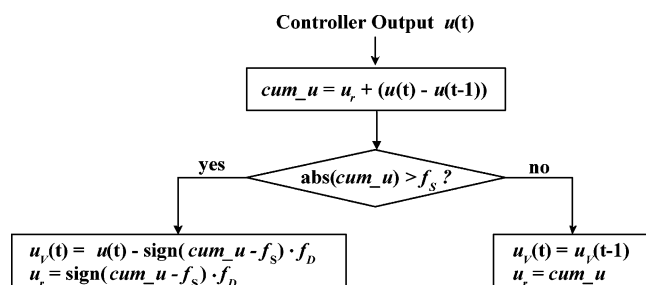 Controller Output u(t)
cum_u = u_r + (u(t) - u(t-1))
yes
abs(cum_u) > f_S ?
no
u_V(t) = u(t) - sign(cum_u - f_S) · f_D
u_r = sign(cum_u - f_S) · f_D
u_V(t) = u_V(t-1)
u_r = cum_u